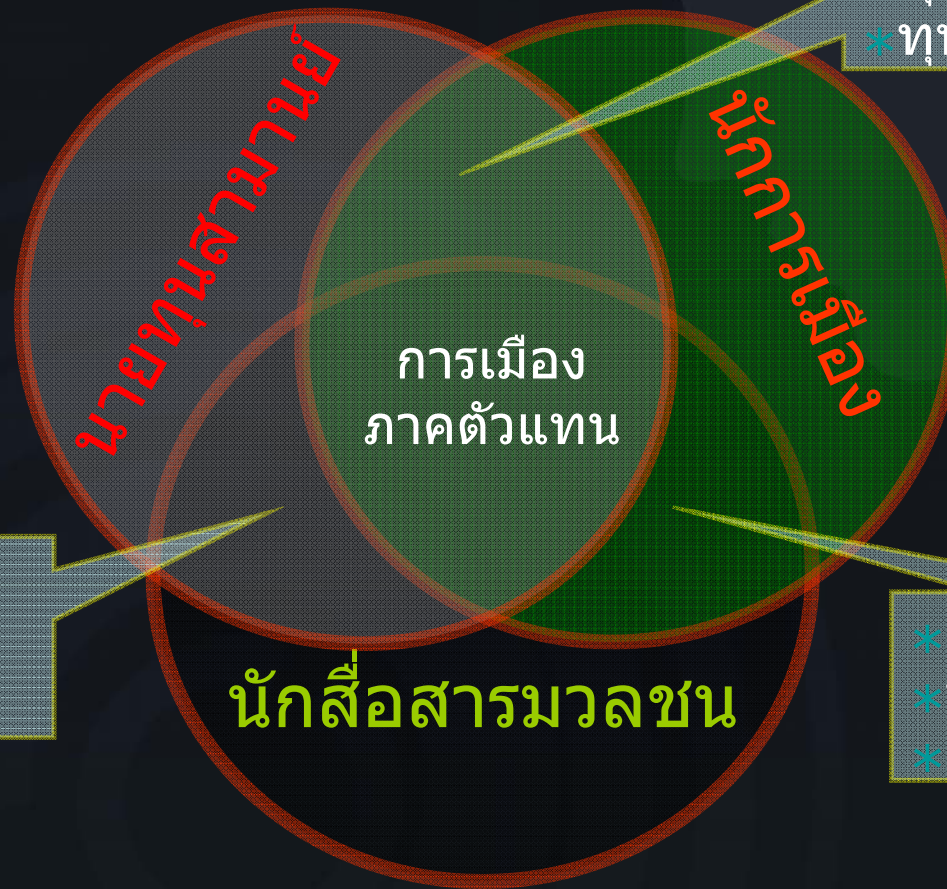 นายทุนสามานย์
นักการเมือง
การเมือง
ภาคตัวแทน
นักสื่อสารมวลชน
*
*
*
*